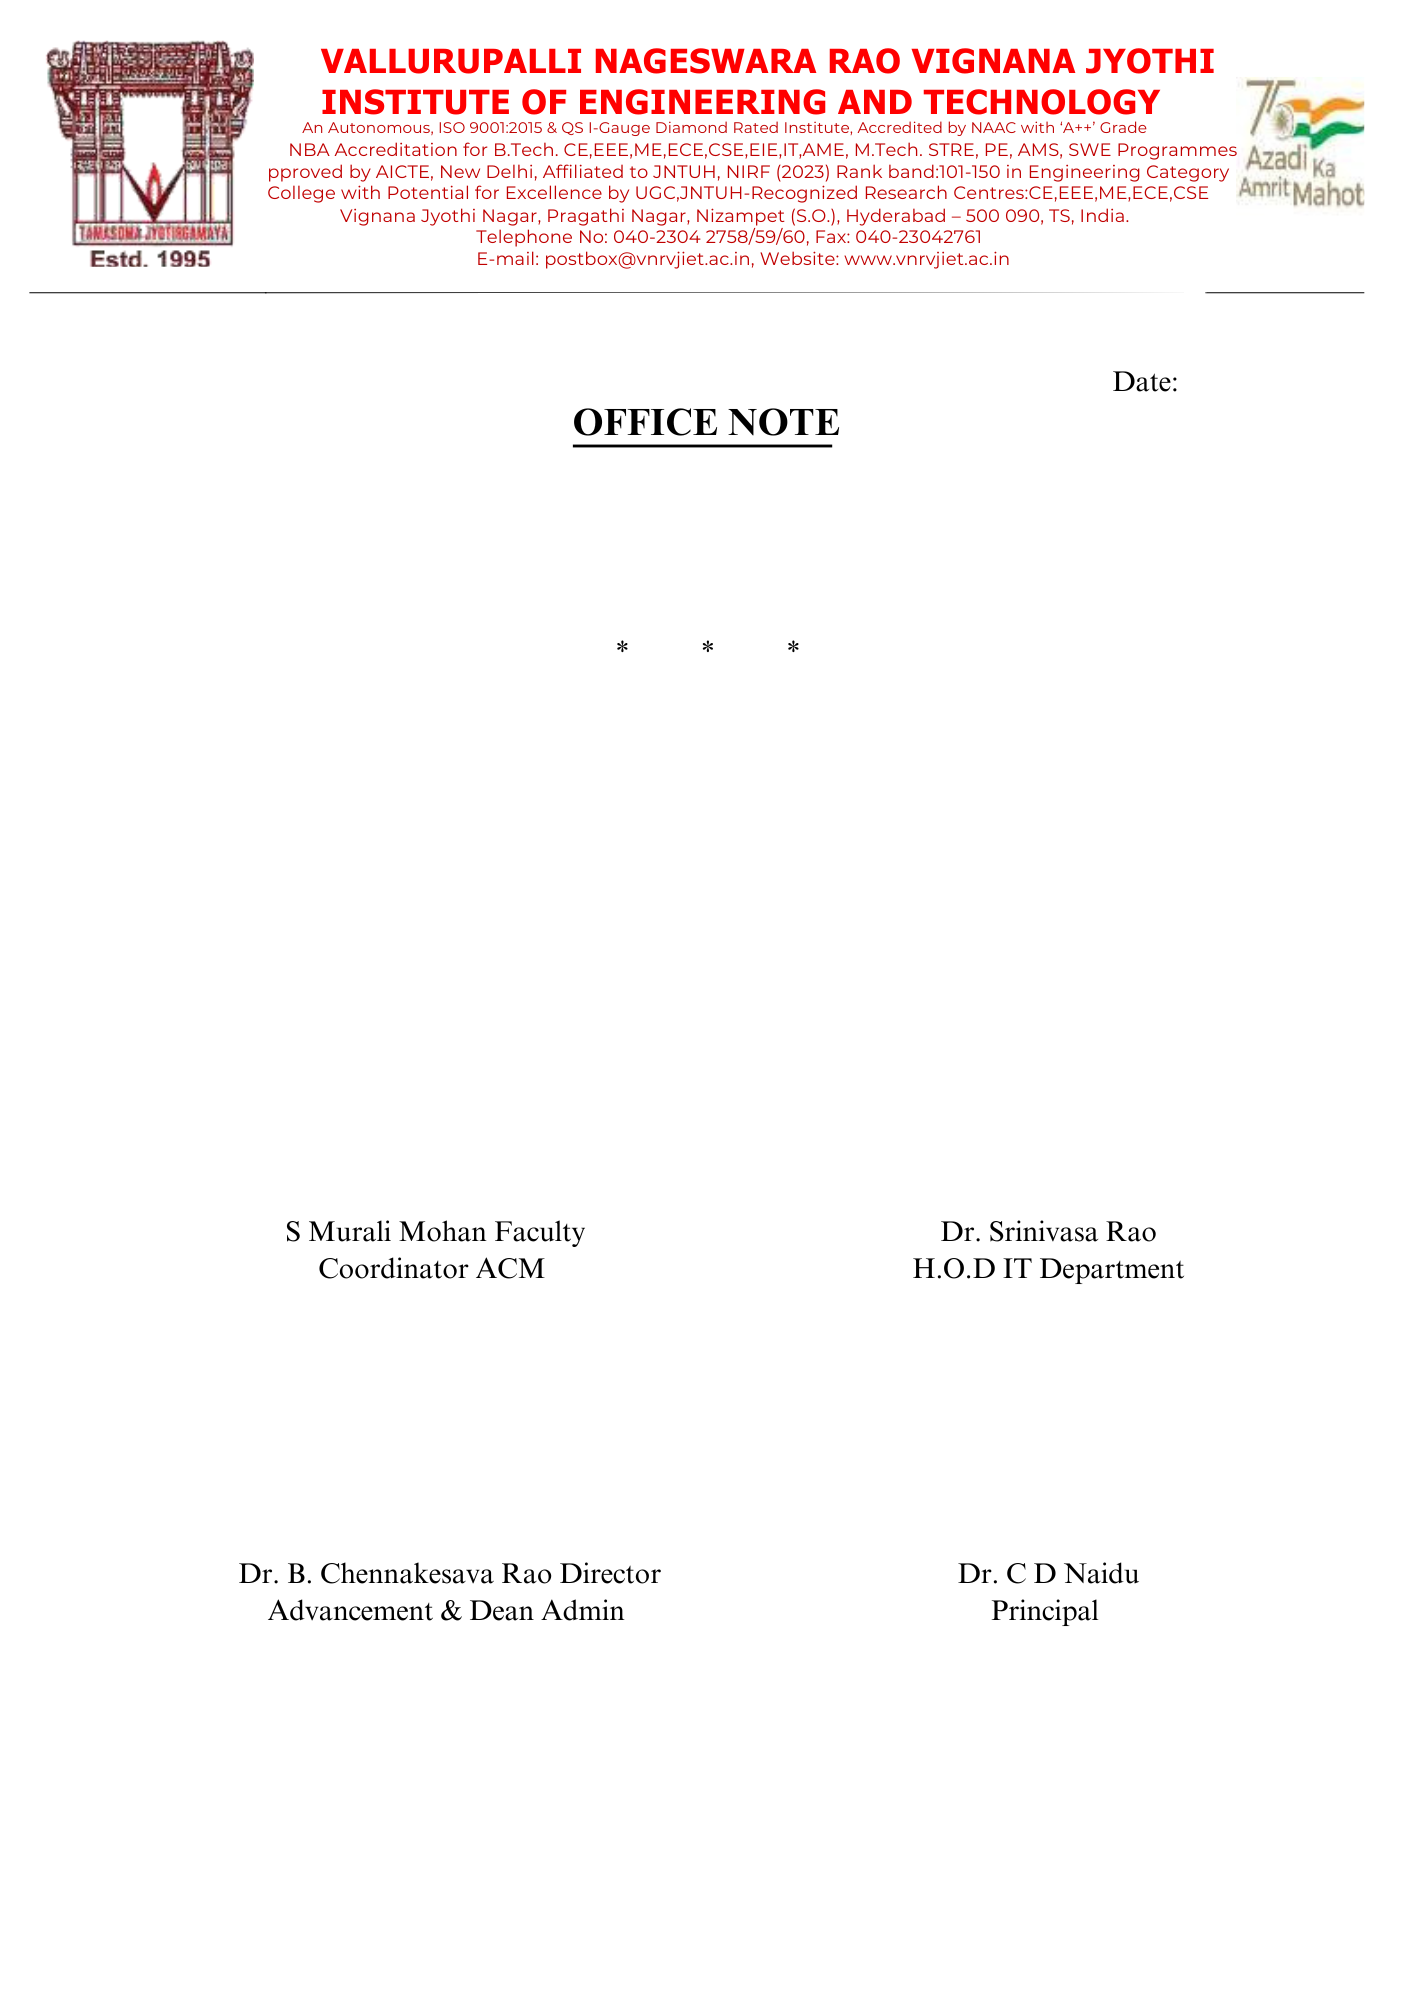 VALLURUPALLI NAGESWARA RAO VIGNANA JYOTHI
INSTITUTE OF ENGINEERING AND TECHNOLOGY
An Autonomous, ISO 9001:2015 & QS I-Gauge Diamond Rated Institute, Accredited by NAAC with ‘A++’ Grade
NBA Accreditation for B.Tech. CE,EEE,ME,ECE,CSE,EIE,IT,AME, M.Tech. STRE, PE, AMS, SWE Programmes
pproved by AICTE, New Delhi, Affiliated to JNTUH, NIRF (2023) Rank band:101-150 in Engineering Category
College with Potential for Excellence by UGC,JNTUH-Recognized Research Centres:CE,EEE,ME,ECE,CSE
Vignana Jyothi Nagar, Pragathi Nagar, Nizampet (S.O.), Hyderabad – 500 090, TS, India.
Telephone No: 040-2304 2758/59/60, Fax: 040-23042761
E-mail: postbox@vnrvjiet.ac.in, Website: www.vnrvjiet.ac.in
TAMASOMA JYOTIRGAMAYA
Estd. 1995
75
Azadi Ka
Amrit Mahot
Date:
OFFICE NOTE
* * *
S Murali Mohan Faculty
Coordinator ACM
Dr. Srinivasa Rao
H.O.D IT Department
Dr. B. Chennakesava Rao Director
Advancement & Dean Admin
Dr. C D Naidu
Principal